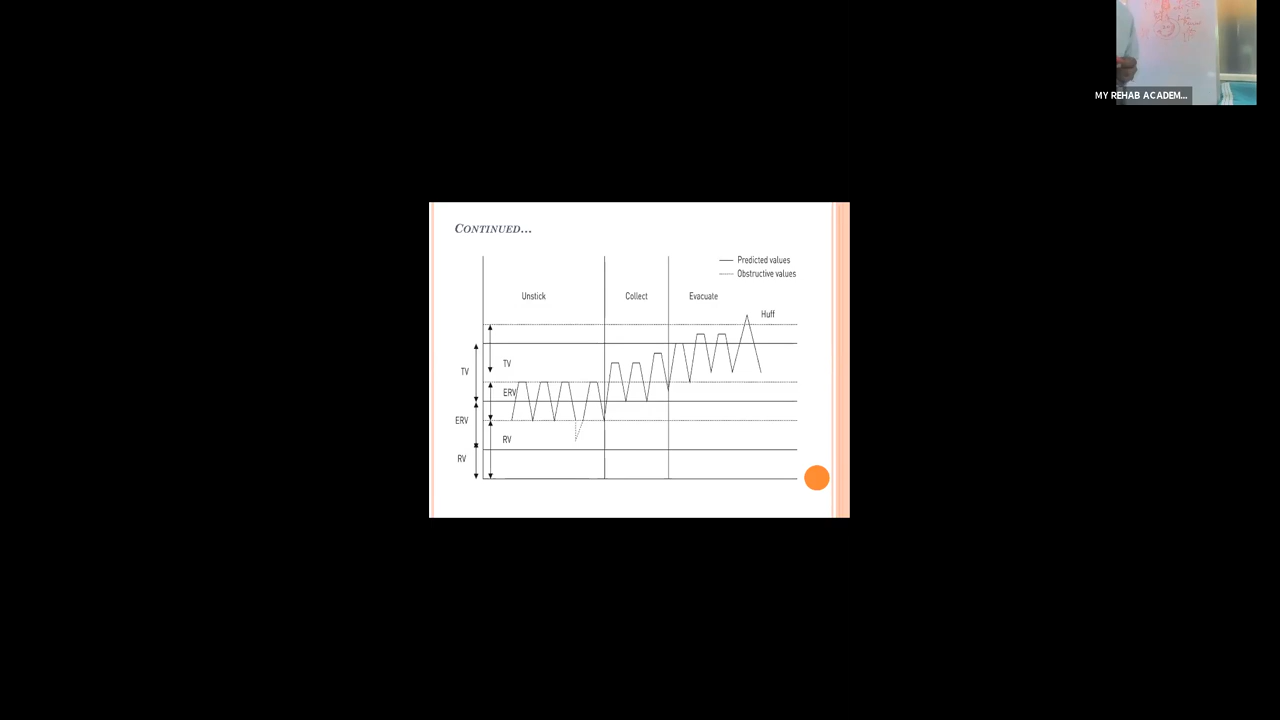 MY REHAB ACADEM...
CONTINUED...
Predicted values
Obstructive values
Unstick
Collect
Evacuate
Huff
TV
TV
ERV
ERV
RV
RV